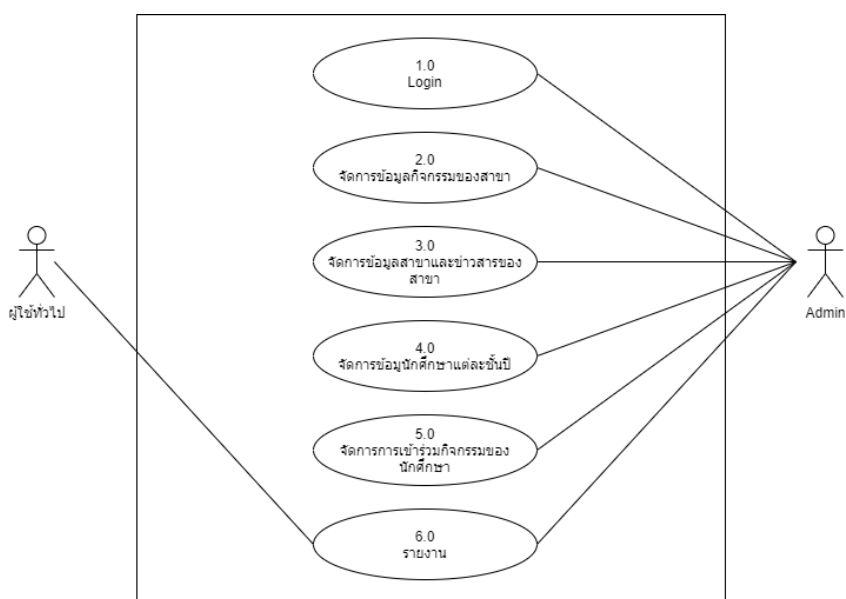 1.0
Login
2.0
จัดการข้อมูลกิจกรรมของสาขา
3.0
จัดการข้อมูลสาขาและข่าวสารของ
สาขา
4.0
จัดการข้อมูนักศึกษาแต่ละชั้นปี
5.0
จัดการการเข้าร่วมกิจกรรมของ
นักศึกษา
6.0
รายงาน
ผู้ใช้ทั่วไป
Admin